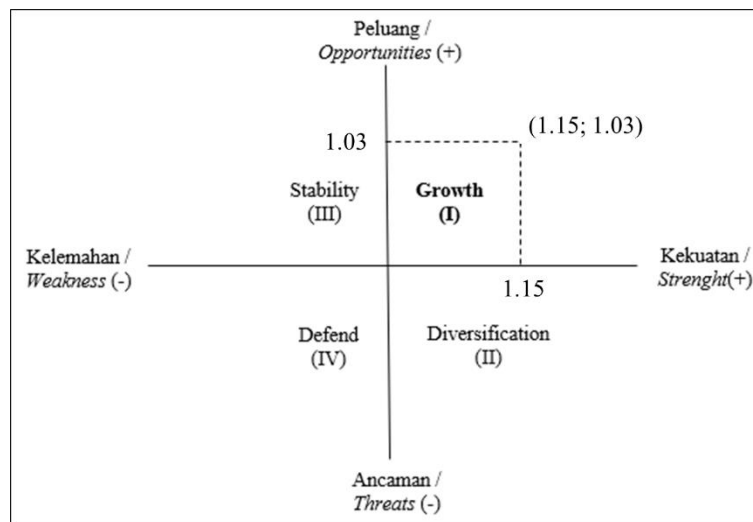 Peluang /
Opportunities (+)
(1.15; 1.03)
1.03
Stability
(III)
Growth
(I)
Kelemahan /
Weakness (-)
Kekuatan /
Strenght(+)
1.15
Defend
(IV)
Diversification
(II)
Ancaman /
Threats (-)